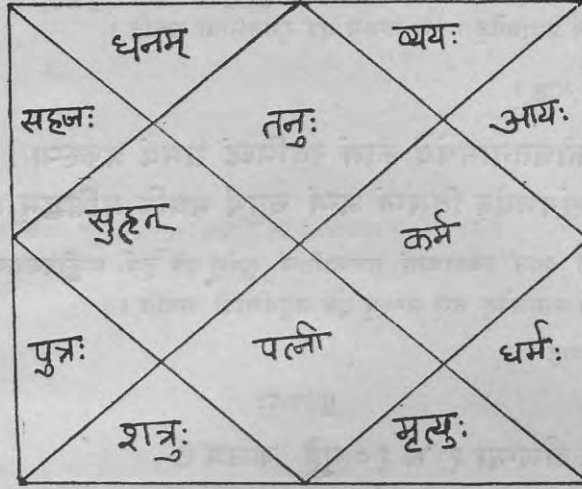 धनम् व्ययः
सहजः तनुः आयः
सुहृत् कर्म
पुत्रः पत्नी धर्मः
शत्रुः मृत्युः